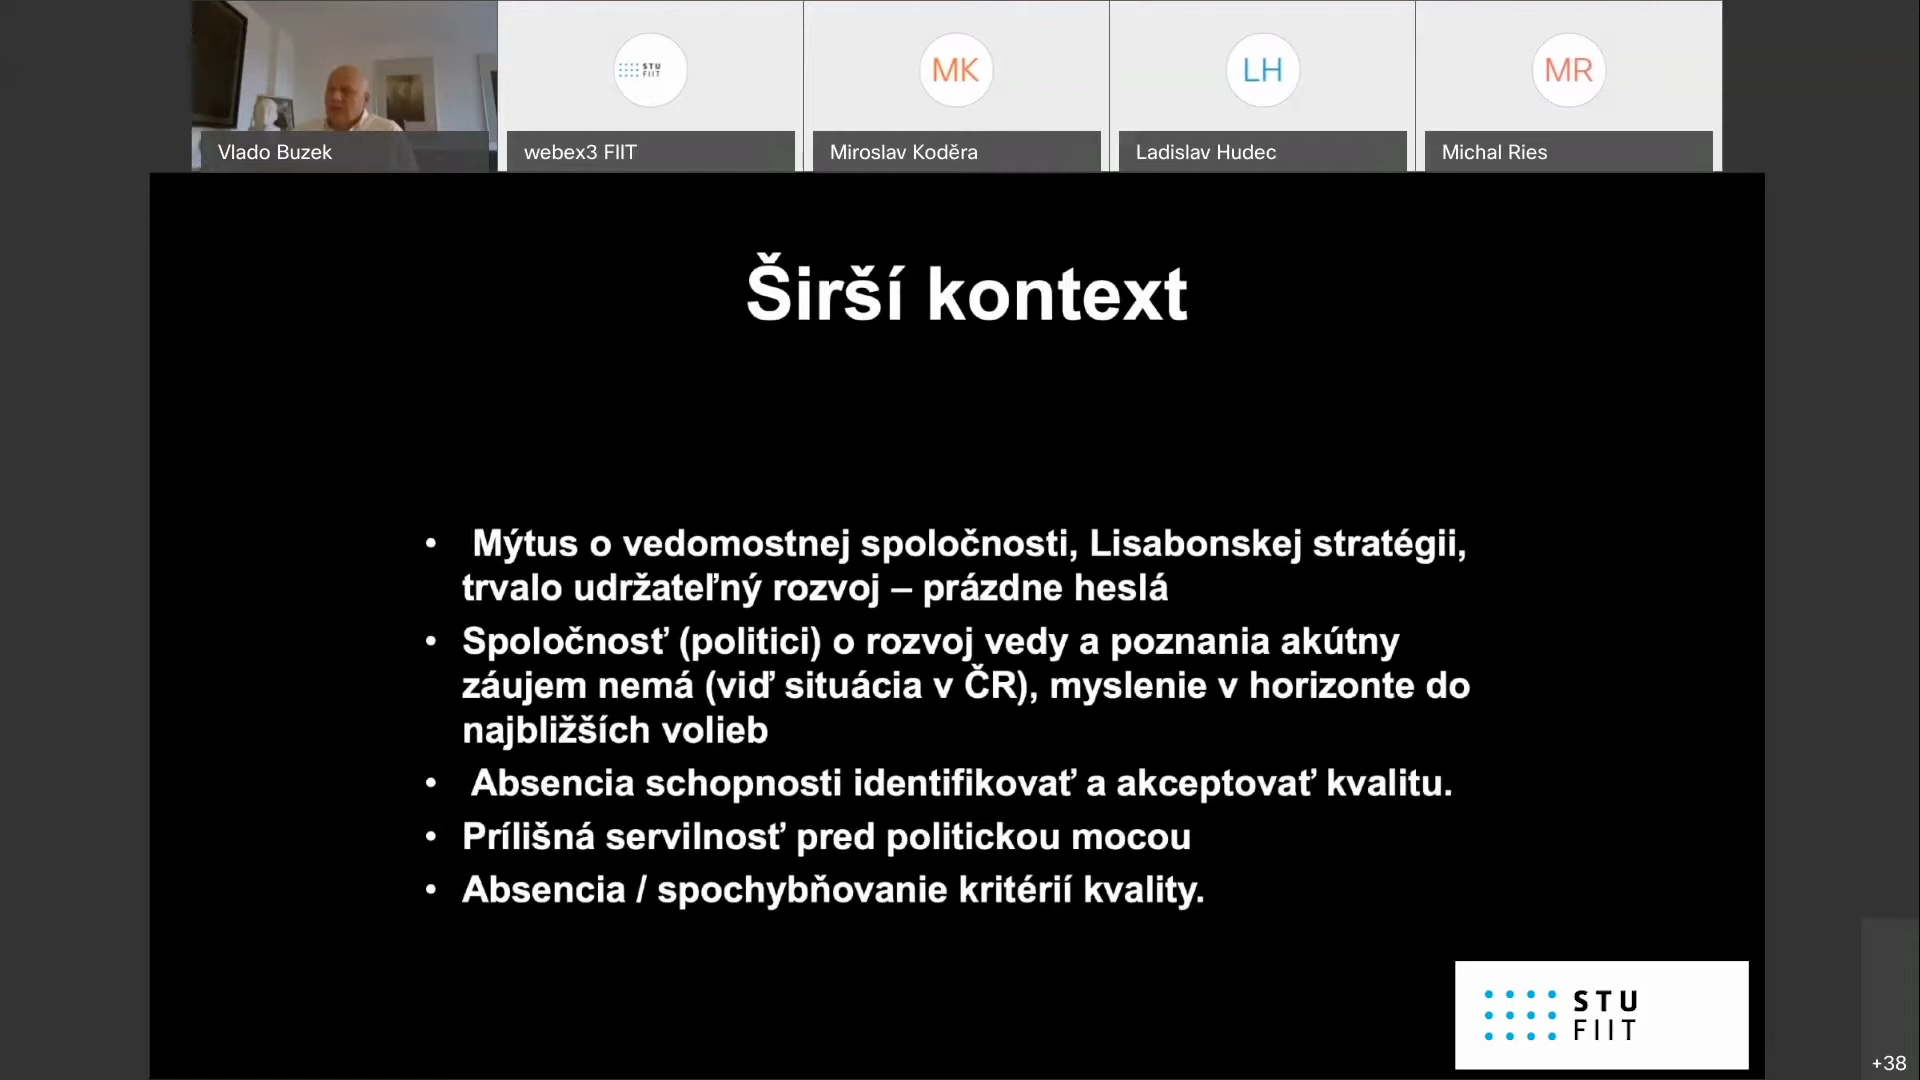 STU
FIIT
MK
LH
MR
Vlado Buzek
webex3 FIIT
Miroslav Koděra
Ladislav Hudec
Michal Ries
Širší kontext
• Mýtus o vedomostnej spoločnosti, Lisabonskej stratégii,
trvalo udržateľný rozvoj – prázdne heslá
• Spoločnosť (politici) o rozvoj vedy a poznania akútny
záujem nemá (viď situácia v ČR), myslenie v horizonte do
najbližších volieb
• Absencia schopnosti identifikovať a akceptovať kvalitu.
• Prílišná servilnosť pred politickou mocou
• Absencia / spochybňovanie kritérií kvality.
STU
FIIT
+38